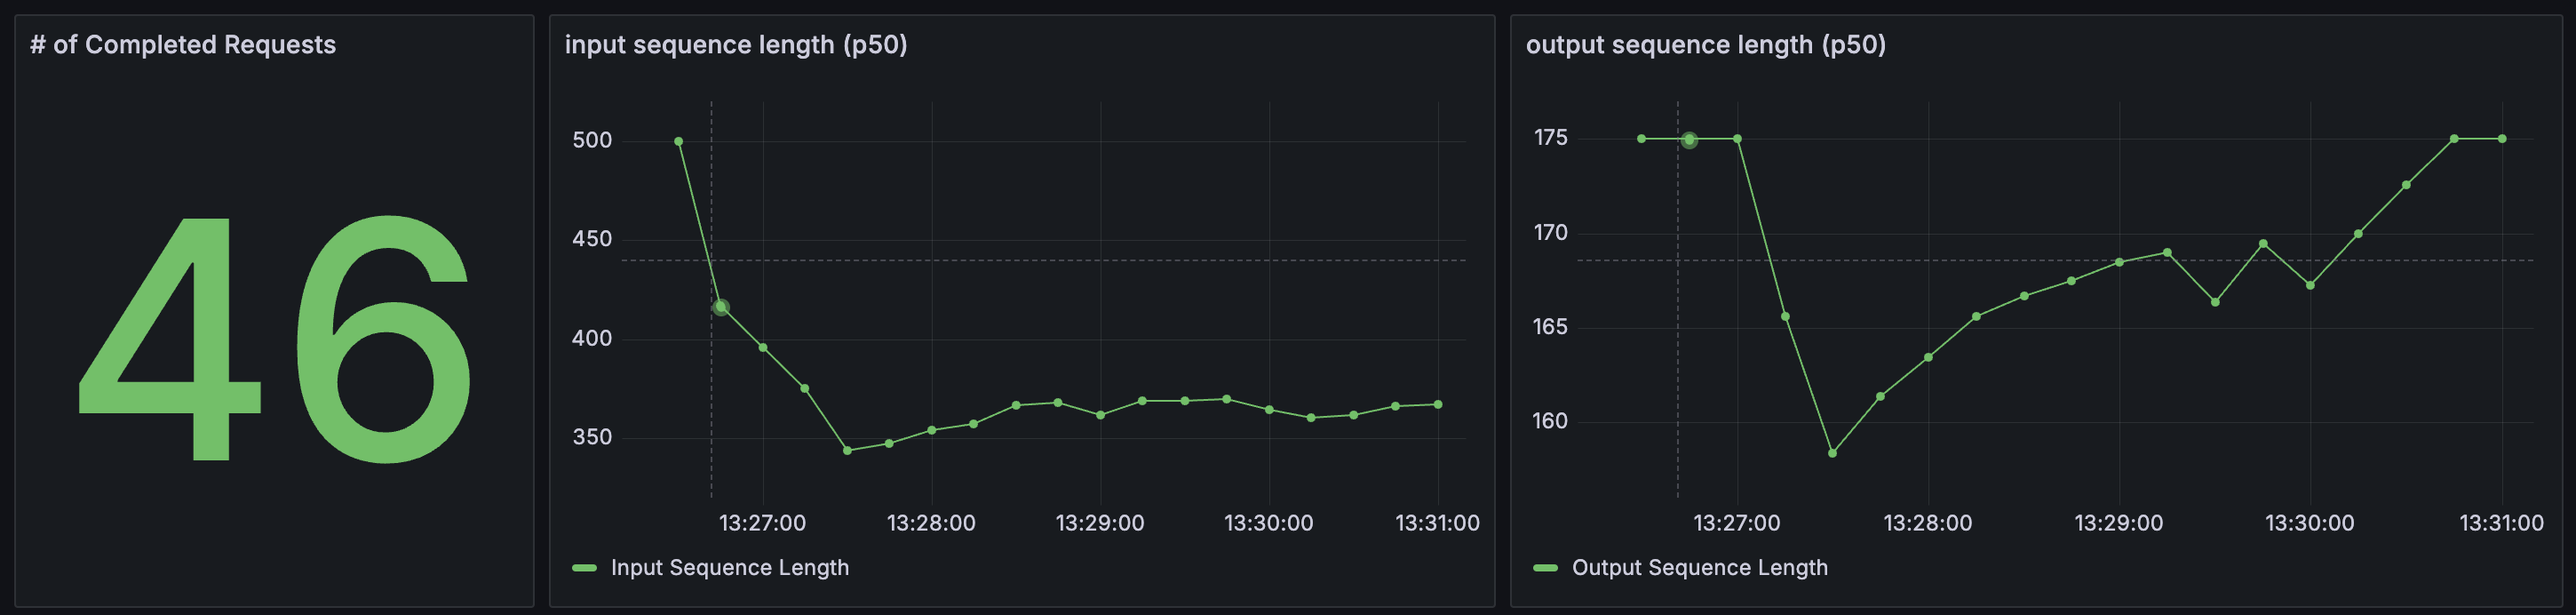 # of Completed Requests
46
input sequence length (p50)
500
450
400
350
13:27:00 13:28:00 13:29:00 13:30:00 13:31:00
Input Sequence Length
output sequence length (p50)
175
170
165
160
13:27:00 13:28:00 13:29:00 13:30:00 13:31:00
Output Sequence Length